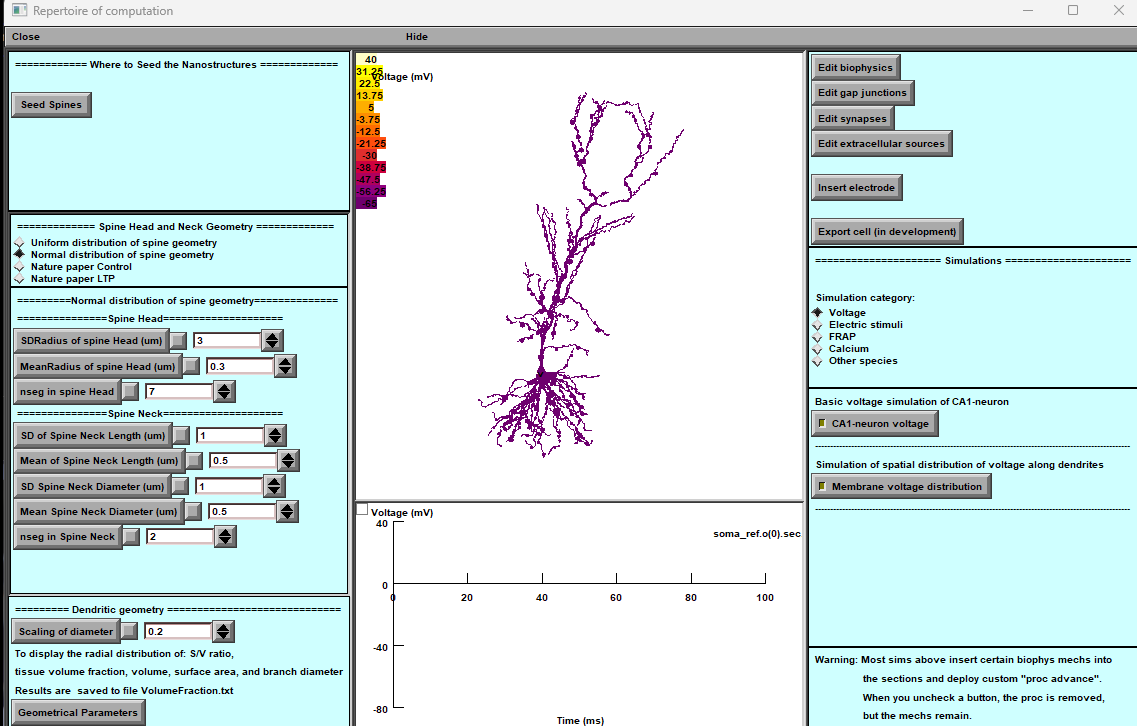 Repertoire of computation
Close
Hide
============ Where to Seed the Nanostructures =============
Seed Spines
============= Spine Head and Neck Geometry =============
Uniform distribution of spine geometry
Normal distribution of spine geometry
Nature paper Control
Nature paper LTP
=========Normal distribution of spine geometry==============
===============Spine Head====================
SDRadius of spine Head (um)
3
MeanRadius of spine Head (um)
0.3
nseg in spine Head
7
===============Spine Neck====================
SD of Spine Neck Length (um)
1
Mean of Spine Neck Length (um)
0.5
SD Spine Neck Diameter (um)
1
Mean Spine Neck Diameter (um)
0.5
nseg in Spine Neck
2
========= Dendritic geometry =============================
Scaling of diameter
0.2
To display the radial distribution of: S/V ratio,
tissue volume fraction, volume, surface area, and branch diameter
Results are  saved to file VolumeFraction.txt
Geometrical Parameters
40
31.25
Voltage (mV)
22.5
13.75
5
-3.75
-12.5
-21.25
-30
-38.75
-47.5
-56.25
-65
Voltage (mV)
40
soma_ref.o(0).sec
0
0
20
40
60
80
100
-40
-80
Time (ms)
Edit biophysics
Edit gap junctions
Edit synapses
Edit extracellular sources
Insert electrode
Export cell (in development)
===================== Simulations =====================
Simulation category:
Voltage
Electric stimuli
FRAP
Calcium
Other species
Basic voltage simulation of CA1-neuron
CA1-neuron voltage
Simulation of spatial distribution of voltage along dendrites
Membrane voltage distribution
Warning: Most sims above insert certain biophys mechs into
the sections and deploy custom "proc advance".
When you uncheck a button, the proc is removed,
but the mechs remain.